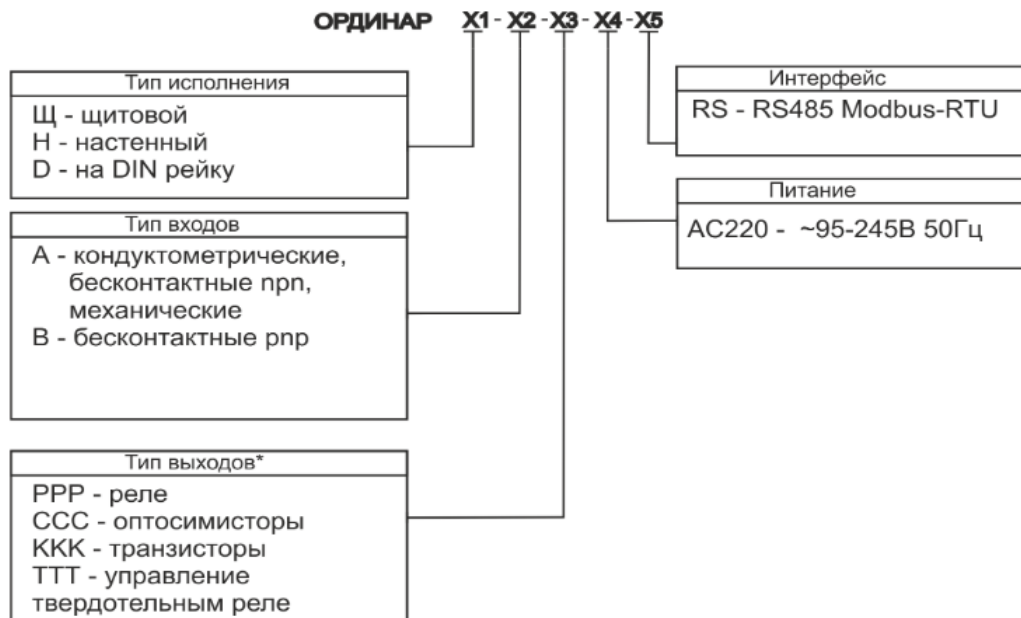 ОРДИНАР X1-X2-X3-X4-X5
Тип исполнения
Щ - щитовой
Н - настенный
D - на DIN рейку
Тип входов
А - кондуктометрические,
бесконтактные npn,
механические
В - бесконтактные pnp
Тип выходов*
РРР - реле
ССС - оптосимисторы
ККК - транзисторы
ТТТ - управление
твердотельным реле
Интерфейс
RS - RS485 Modbus-RTU
Питание
AC220 - ~95-245В 50Гц